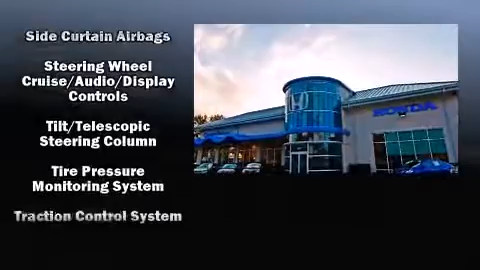 Side Curtain Airbags
Steering Wheel
Cruise/Audio/Display
Controls
Tilt/Telescopic
Steering Column
Tire Pressure
Monitoring System
Traction Control System
HONDA